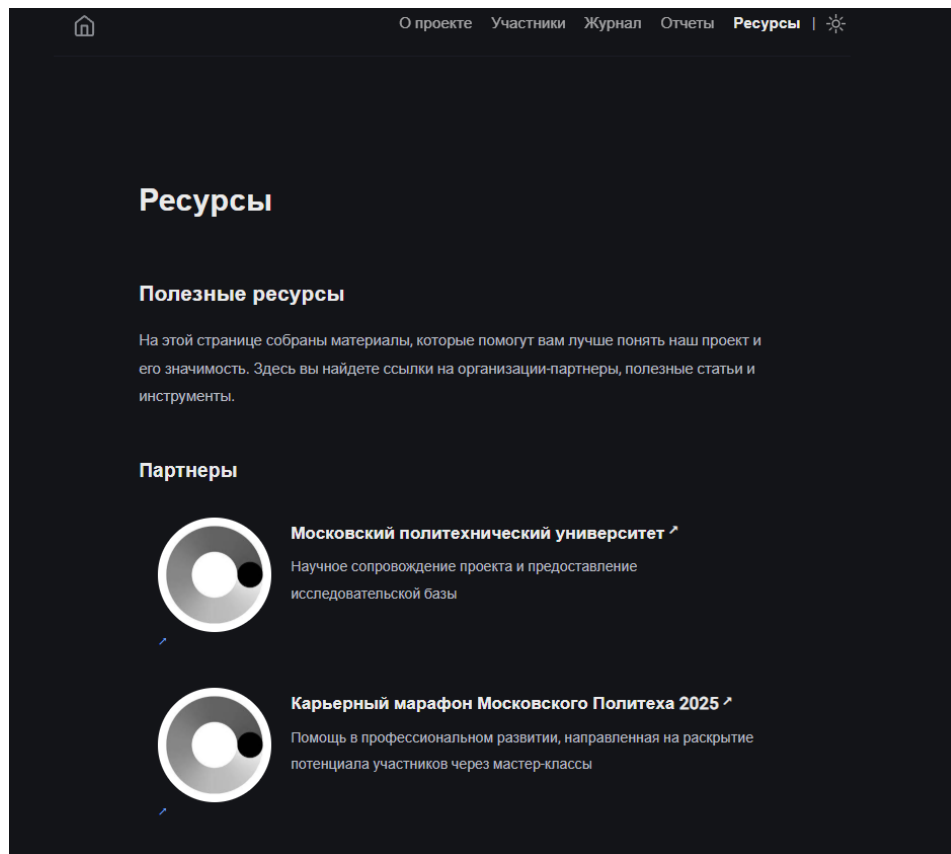 О проекте Участники Журнал Отчеты Ресурсы |
Ресурсы
Полезные ресурсы
На этой странице собраны материалы, которые помогут вам лучше понять наш проект и
его значимость. Здесь вы найдете ссылки на организации-партнеры, полезные статьи и
инструменты.
Партнеры
Московский политехнический университет ↗
Научное сопровождение проекта и предоставление
исследовательской базы
↗
Карьерный марафон Московского Политеха 2025 ↗
Помощь в профессиональном развитии, направленная на раскрытие
потенциала участников через мастер-классы
↗